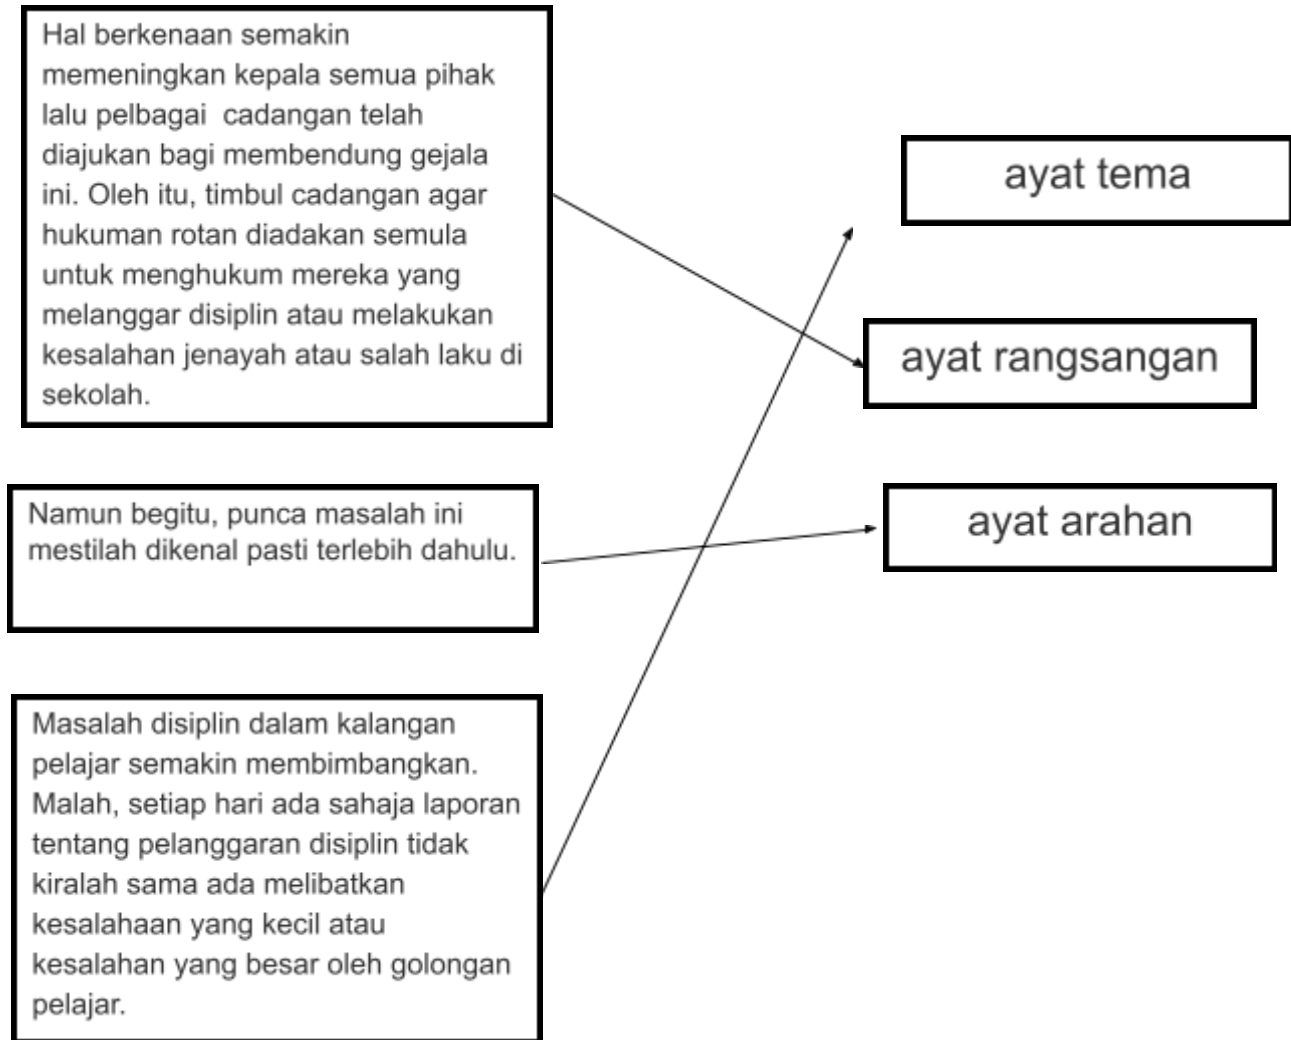 Hal berkenaan semakin
memeningkan kepala semua pihak
lalu pelbagai  cadangan telah
diajukan bagi membendung gejala
ini. Oleh itu, timbul cadangan agar
hukuman rotan diadakan semula
untuk menghukum mereka yang
melanggar disiplin atau melakukan
kesalahan jenayah atau salah laku di
sekolah.
Namun begitu, punca masalah ini
mestilah dikenal pasti terlebih dahulu.
Masalah disiplin dalam kalangan
pelajar semakin membimbangkan.
Malah, setiap hari ada sahaja laporan
tentang pelanggaran disiplin tidak
kiralah sama ada melibatkan
kesalahaan yang kecil atau
kesalahan yang besar oleh golongan
pelajar.
ayat tema
ayat rangsangan
ayat arahan